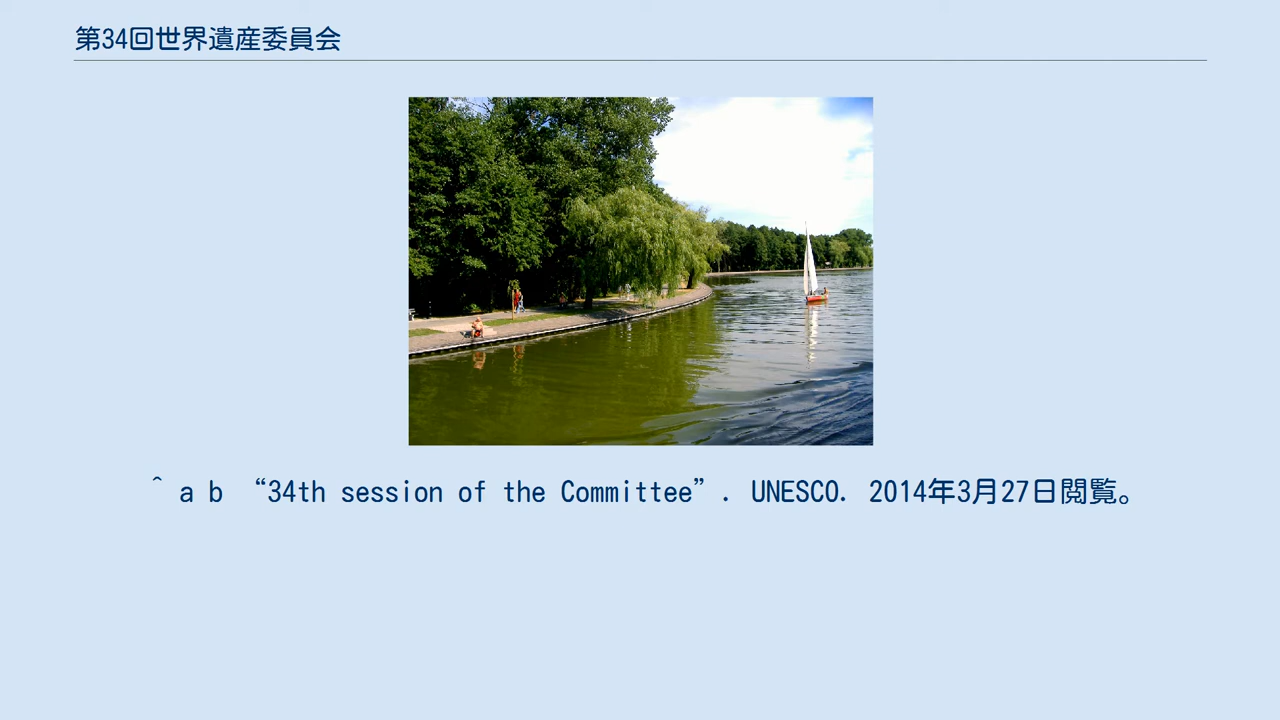 第34回世界遺産委員会
^ a b “34th session of the Committee”. UNESCO. 2014年3月27日閲覧。